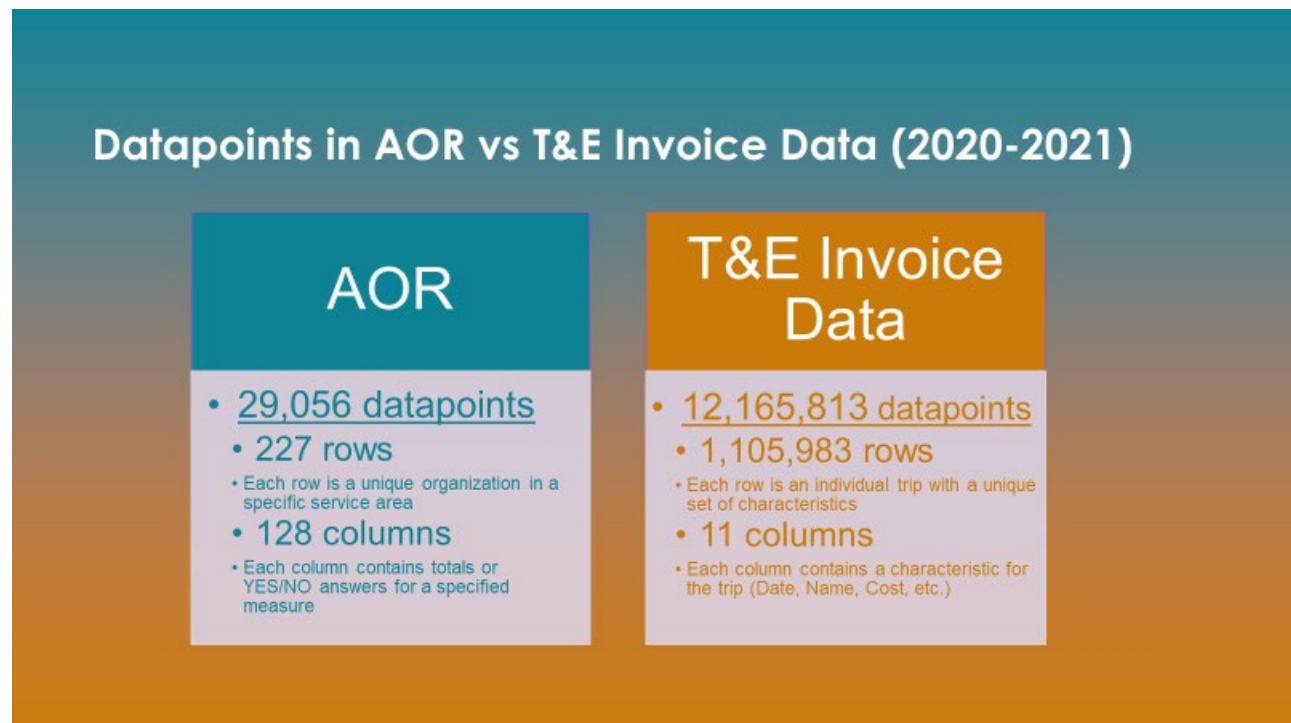 Datapoints in AOR vs T&E Invoice Data (2020-2021)
AOR
• 29,056 datapoints
• 227 rows
• Each row is a unique organization in a
specific service area
• 128 columns
• Each column contains totals or
YES/NO answers for a specified
measure
T&E Invoice
Data
• 12,165,813 datapoints
• 1,105,983 rows
• Each row is an individual trip with a unique
set of characteristics
• 11 columns
• Each column contains a characteristic for
the trip (Date, Name, Cost, etc.)